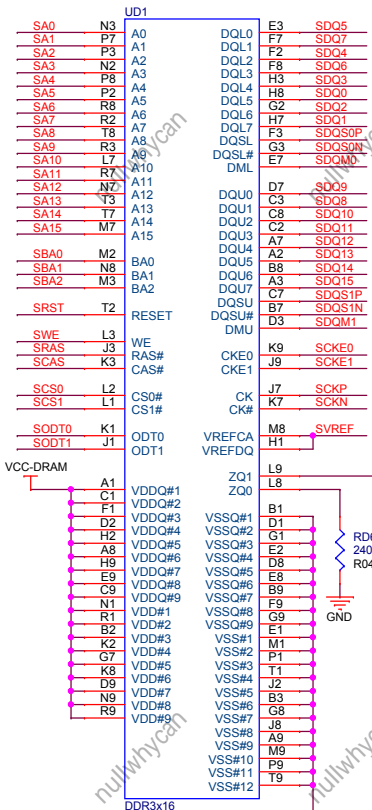 UD1
SA0 N3 A0
SA1 P7 A1
SA2 P3 A2
SA3 N2 A3
SA4 P8 A4
SA5 P2 A5
SA6 R8 A6
SA7 R2 A7
SA8 T8 A8
SA9 R3 A9
SA10 L7 A10
SA11 R7 A11
SA12 N7 A12
SA13 T3 A13
SA14 T7 A14
SA15 M7 A15
SBA0 M2 BA0
SBA1 N8 BA1
SBA2 M3 BA2
SRST T2 RESET
SWE L3 WE
SRAS J3 RAS#
SCAS K3 CAS#
SCS0 L2 CS0#
SCS1 L1 CS1#
SODT0 K1 ODT0
SODT1 J1 ODT1
VCC-DRAM
A1 VDDQ#1
C1 VDDQ#2
F1 VDDQ#3
D2 VDDQ#4
H2 VDDQ#5
A8 VDDQ#6
H9 VDDQ#7
E9 VDDQ#8
C9 VDDQ#9
N1 VDD#1
R1 VDD#2
B2 VDD#3
K2 VDD#4
G7 VDD#5
K8 VDD#6
D9 VDD#7
N9 VDD#8
R9 VDD#9
DQL0 E3 SDQ5
DQL1 F7 SDQ7
DQL2 F2 SDQ4
DQL3 F8 SDQ6
DQL4 H3 SDQ3
DQL5 H8 SDQ0
DQL6 G2 SDQ2
DQL7 H7 SDQ1
DQSL F3 SDQS0P
DQSL# G3 SDQS0N
DML E7 SDQM0
DQU0 D7 SDQ9
DQU1 C3 SDQ8
DQU2 C8 SDQ10
DQU3 C2 SDQ11
DQU4 A7 SDQ12
DQU5 A2 SDQ13
DQU6 B8 SDQ14
DQU7 A3 SDQ15
DQSU C7 SDQS1P
DQSU# B7 SDQS1N
DMU D3 SDQM1
CKE0 K9 SCKE0
CKE1 J9 SCKE1
CK J7 SCKP
CK# K7 SCKN
VREFCA M8 SVREF
VREFDQ H1
ZQ1 L9
ZQ0 L8
VSSQ#1 B1
VSSQ#2 D1
VSSQ#3 G1
VSSQ#4 E2
VSSQ#5 D8
VSSQ#6 E8
VSSQ#7 B9
VSSQ#8 F9
VSSQ#9 G9
VSS#1 E1
VSS#2 M1
VSS#3 P1
VSS#4 T1
VSS#5 J2
VSS#6 B3
VSS#7 G8
VSS#8 J8
VSS#9 A9
VSS#10 M9
VSS#11 P9
VSS#12 T9
RD6
240
R04
GND
DDR3x16
nullwhycan
nullwhycan
nullwhycan
nullwhycan